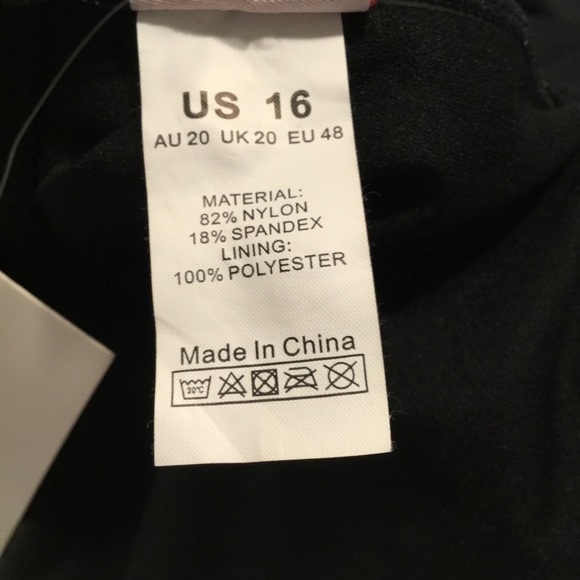 US 16
AU 20 UK 20 EU 48
MATERIAL:
82% NYLON
18% SPANDEX
LINING:
100% POLYESTER
Made In China
30°C